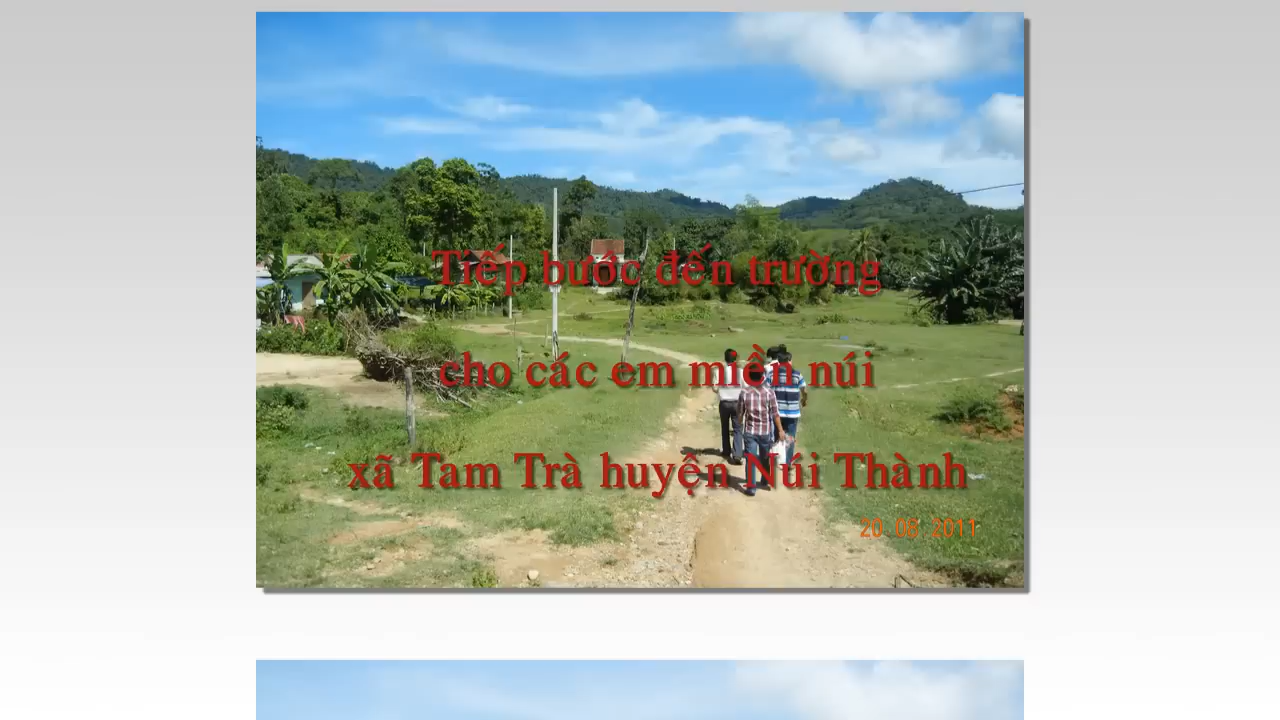 Tiếp bước đến trường
cho các em miền núi
xã Tam Trà huyện Núi Thành
20.06.2011